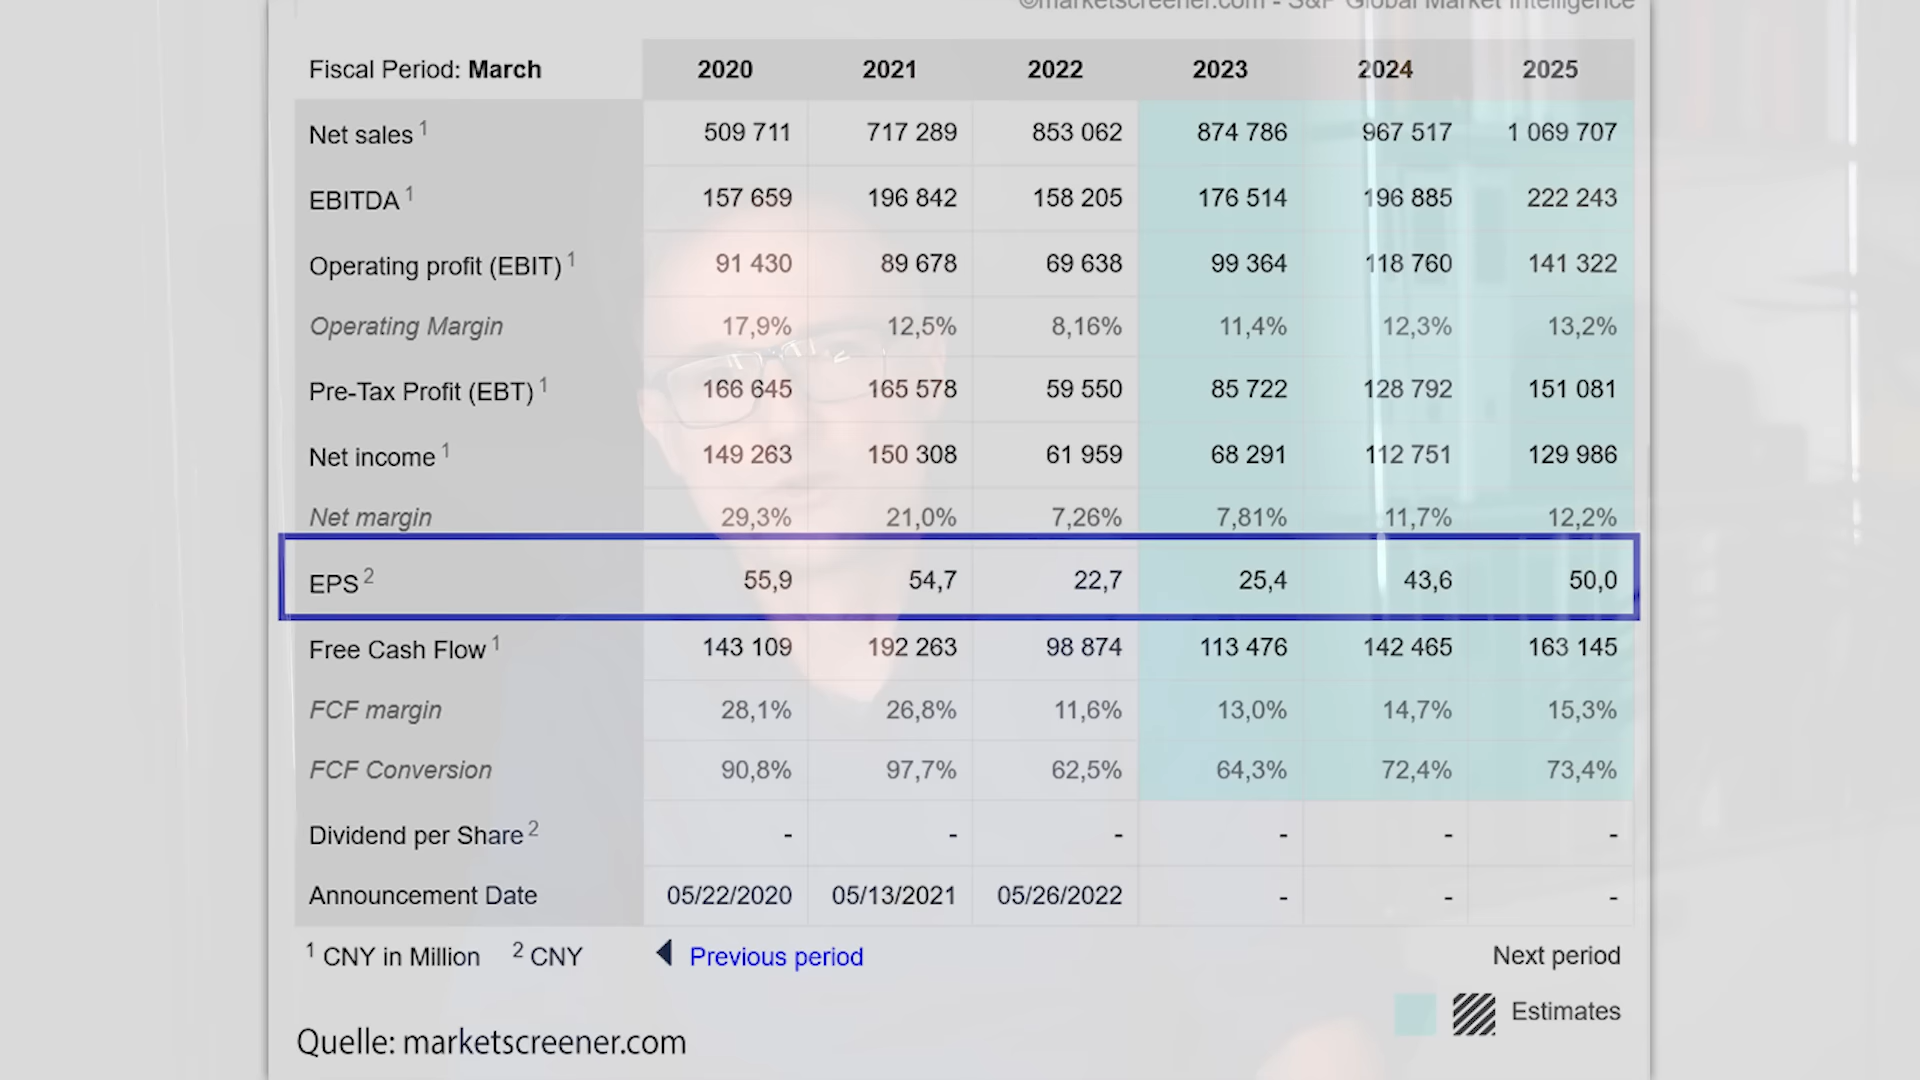 ©marketscreener.com - S&P Global Market Intelligence
Fiscal Period: March 2020 2021 2022 2023 2024 2025
Net sales 1 509 711 717 289 853 062 874 786 967 517 1 069 707
EBITDA 1 157 659 196 842 158 205 176 514 196 885 222 243
Operating profit (EBIT) 1 91 430 89 678 69 638 99 364 118 760 141 322
Operating Margin 17,9% 12,5% 8,16% 11,4% 12,3% 13,2%
Pre-Tax Profit (EBT) 1 166 645 165 578 59 550 85 722 128 792 151 081
Net income 1 149 263 150 308 61 959 68 291 112 751 129 986
Net margin 29,3% 21,0% 7,26% 7,81% 11,7% 12,2%
EPS 2 55,9 54,7 22,7 25,4 43,6 50,0
Free Cash Flow 1 143 109 192 263 98 874 113 476 142 465 163 145
FCF margin 28,1% 26,8% 11,6% 13,0% 14,7% 15,3%
FCF Conversion 90,8% 97,7% 62,5% 64,3% 72,4% 73,4%
Dividend per Share 2 - - - - - -
Announcement Date 05/22/2020 05/13/2021 05/26/2022 - - -
1 CNY in Million 2 CNY Previous period Next period
Estimates
Quelle: marketscreener.com